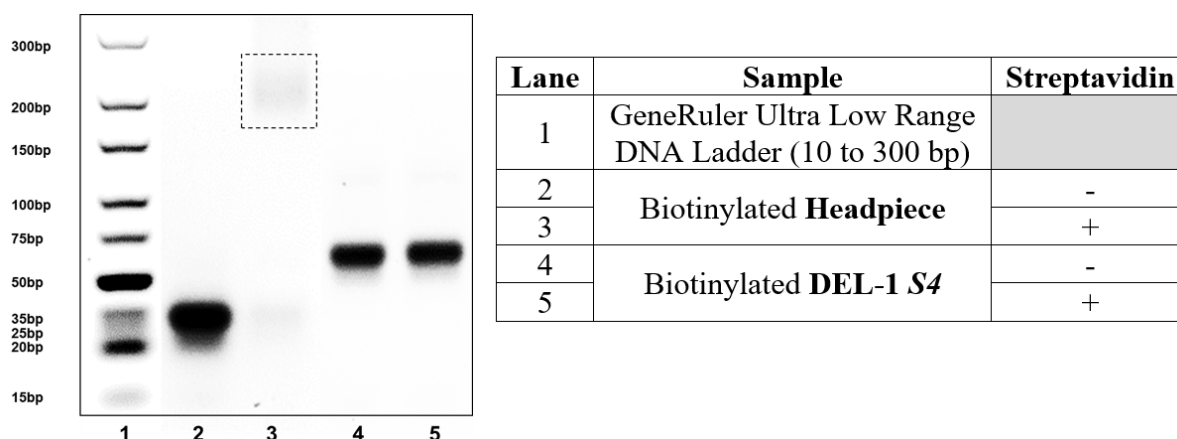 300bp
200bp
150bp
100bp
75bp
50bp
35bp
25bp
20bp
15bp
1 2 3 4 5
Lane Sample Streptavidin
1 GeneRuler Ultra Low Range
DNA Ladder (10 to 300 bp)
2 -
Biotinylated Headpiece
3 +
4 -
Biotinylated DEL-1 S4
5 +